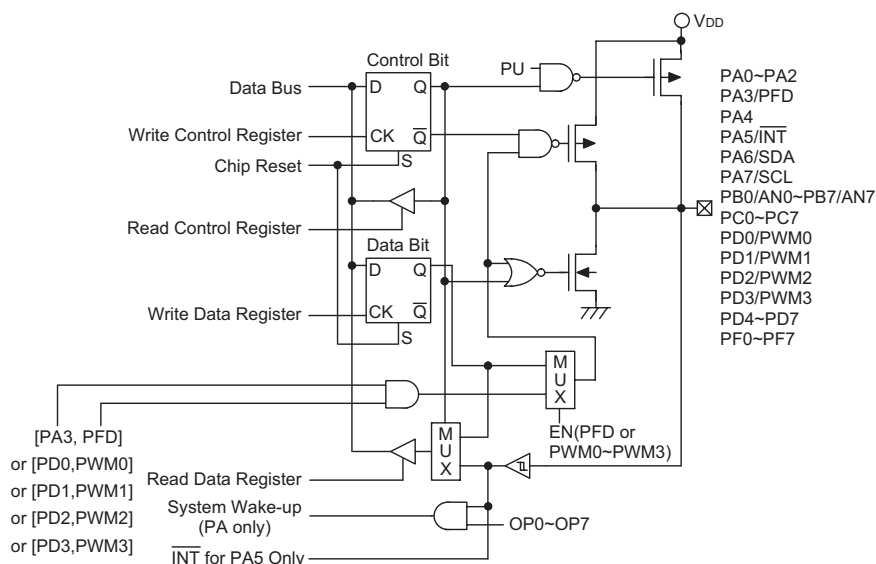 VDD
Control Bit
PU
Data Bus
D Q
Write Control Register
CK Q̅
Chip Reset
S
Read Control Register
Data Bit
D Q
Write Data Register
CK Q̅
S
PA0~PA2
PA3/PFD
PA4
PA5/I̅N̅T̅
PA6/SDA
PA7/SCL
PB0/AN0~PB7/AN7
PC0~PC7
PD0/PWM0
PD1/PWM1
PD2/PWM2
PD3/PWM3
PD4~PD7
PF0~PF7
MUX
EN(PFD or
PWM0~PWM3)
[PA3, PFD]
or [PD0,PWM0]
or [PD1,PWM1]
or [PD2,PWM2]
or [PD3,PWM3]
MUX
Read Data Register
System Wake-up
(PA only)
OP0~OP7
I̅N̅T̅ for PA5 Only